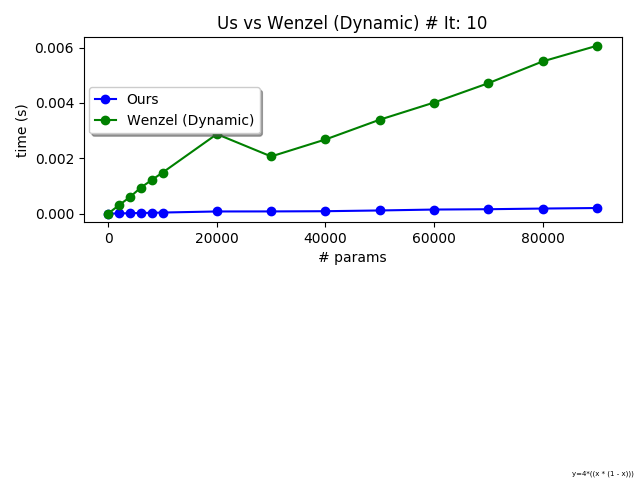 Us vs Wenzel (Dynamic) # It: 10
0.006
0.004
0.002
0.000
time (s)
Ours
Wenzel (Dynamic)
0 20000 40000 60000 80000
# params
y=4*((x * (1 - x)))